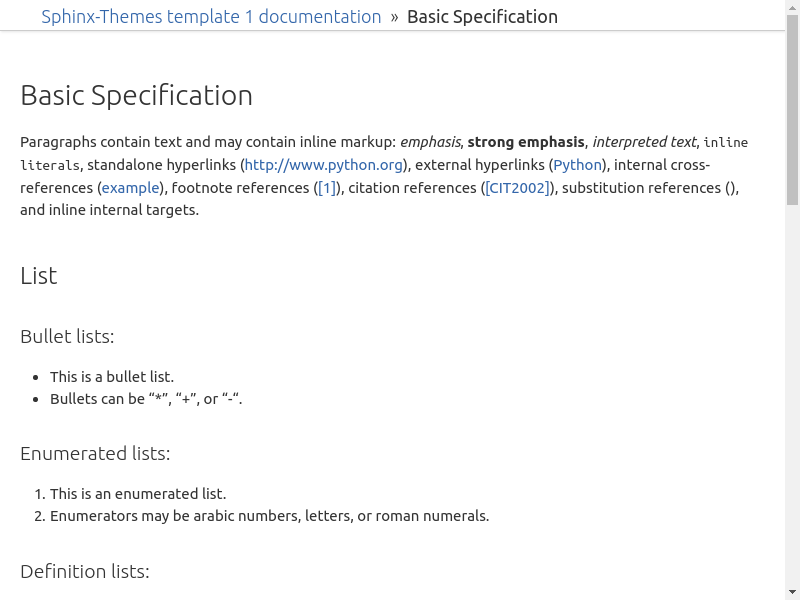 Sphinx-Themes template 1 documentation » Basic Specification
Basic Specification
Paragraphs contain text and may contain inline markup: emphasis, strong emphasis, interpreted text, inline
literals, standalone hyperlinks (http://www.python.org), external hyperlinks (Python), internal cross-
references (example), footnote references ([1]), citation references ([CIT2002]), substitution references (),
and inline internal targets.
List
Bullet lists:
• This is a bullet list.
• Bullets can be “*”, “+”, or “-“.
Enumerated lists:
1. This is an enumerated list.
2. Enumerators may be arabic numbers, letters, or roman numerals.
Definition lists: